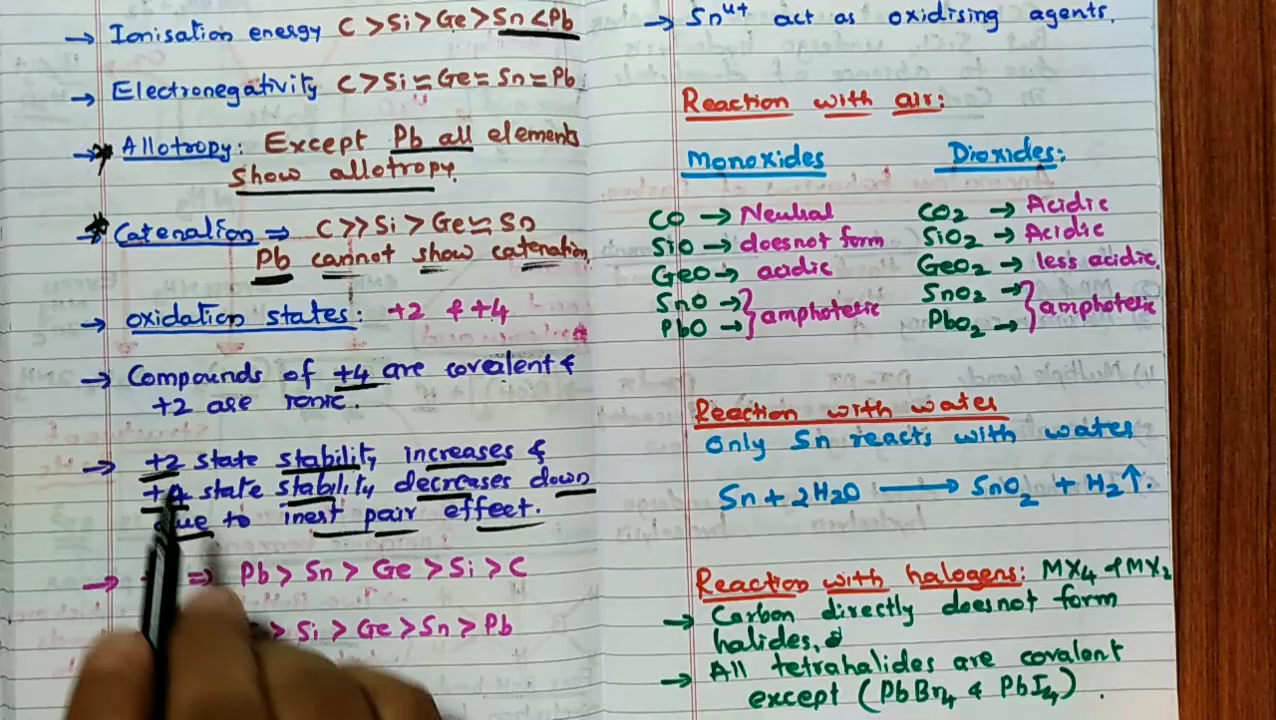 → Ionisation energy C > Si > Ge > Sn < Pb
→ Electronegativity C > Si ≃ Ge ≃ Sn = Pb
→ Allotropy: Except Pb all elements
show allotropy.
→ Catenation ⇒ C >> Si > Ge ≃ Sn
Pb cannot show catenation.
→ oxidation states: +2 & +4
→ Compounds of +4 are covalent &
+2 are ionic.
→ +2 state stability increases &
+4 state stability decreases down
due to inert pair effect.
→ ⇒ Pb > Sn > Ge > Si > C
> Si > Ge > Sn > Pb
→ Sn4+ act as oxidising agents.
Reaction with air:
Monoxides Dioxides:
CO → Neutral CO2 → Acidic
SiO → doesnot form SiO2 → Acidic
GeO → acidic GeO2 → less acidic.
SnO → } amphoteric SnO2 → } amphoteric
PbO → PbO2 →
Reaction with water
only Sn reacts with water
Sn + 2H2O ⟶ SnO2 + H2↑.
Reaction with halogens: MX4 & MX2
→ Carbon directly doesnot form
halides.
→ All tetrahalides are covalent
except (PbBr4 & PbI4).